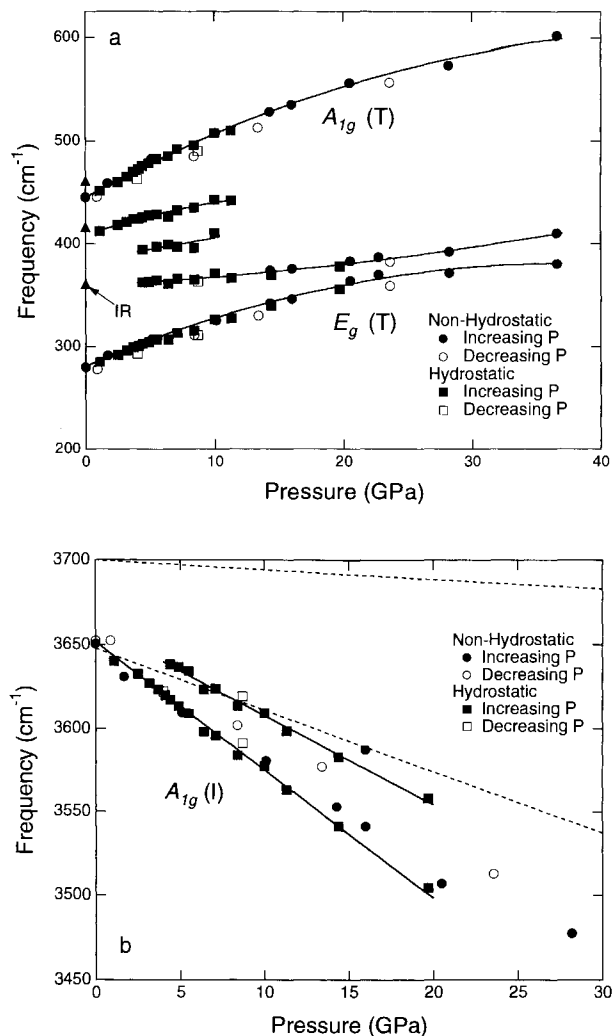 a
600
500
400
300
200
Frequency (cm-1)
A1g (T)
IR
Eg (T)
Non-Hydrostatic
● Increasing P
○ Decreasing P
Hydrostatic
■ Increasing P
□ Decreasing P
0 10 20 30 40
Pressure (GPa)
3700
3650
3600
3550
3500
3450
Frequency (cm-1)
Non-Hydrostatic
● Increasing P
○ Decreasing P
Hydrostatic
■ Increasing P
□ Decreasing P
A1g (I)
b
0 5 10 15 20 25 30
Pressure (GPa)